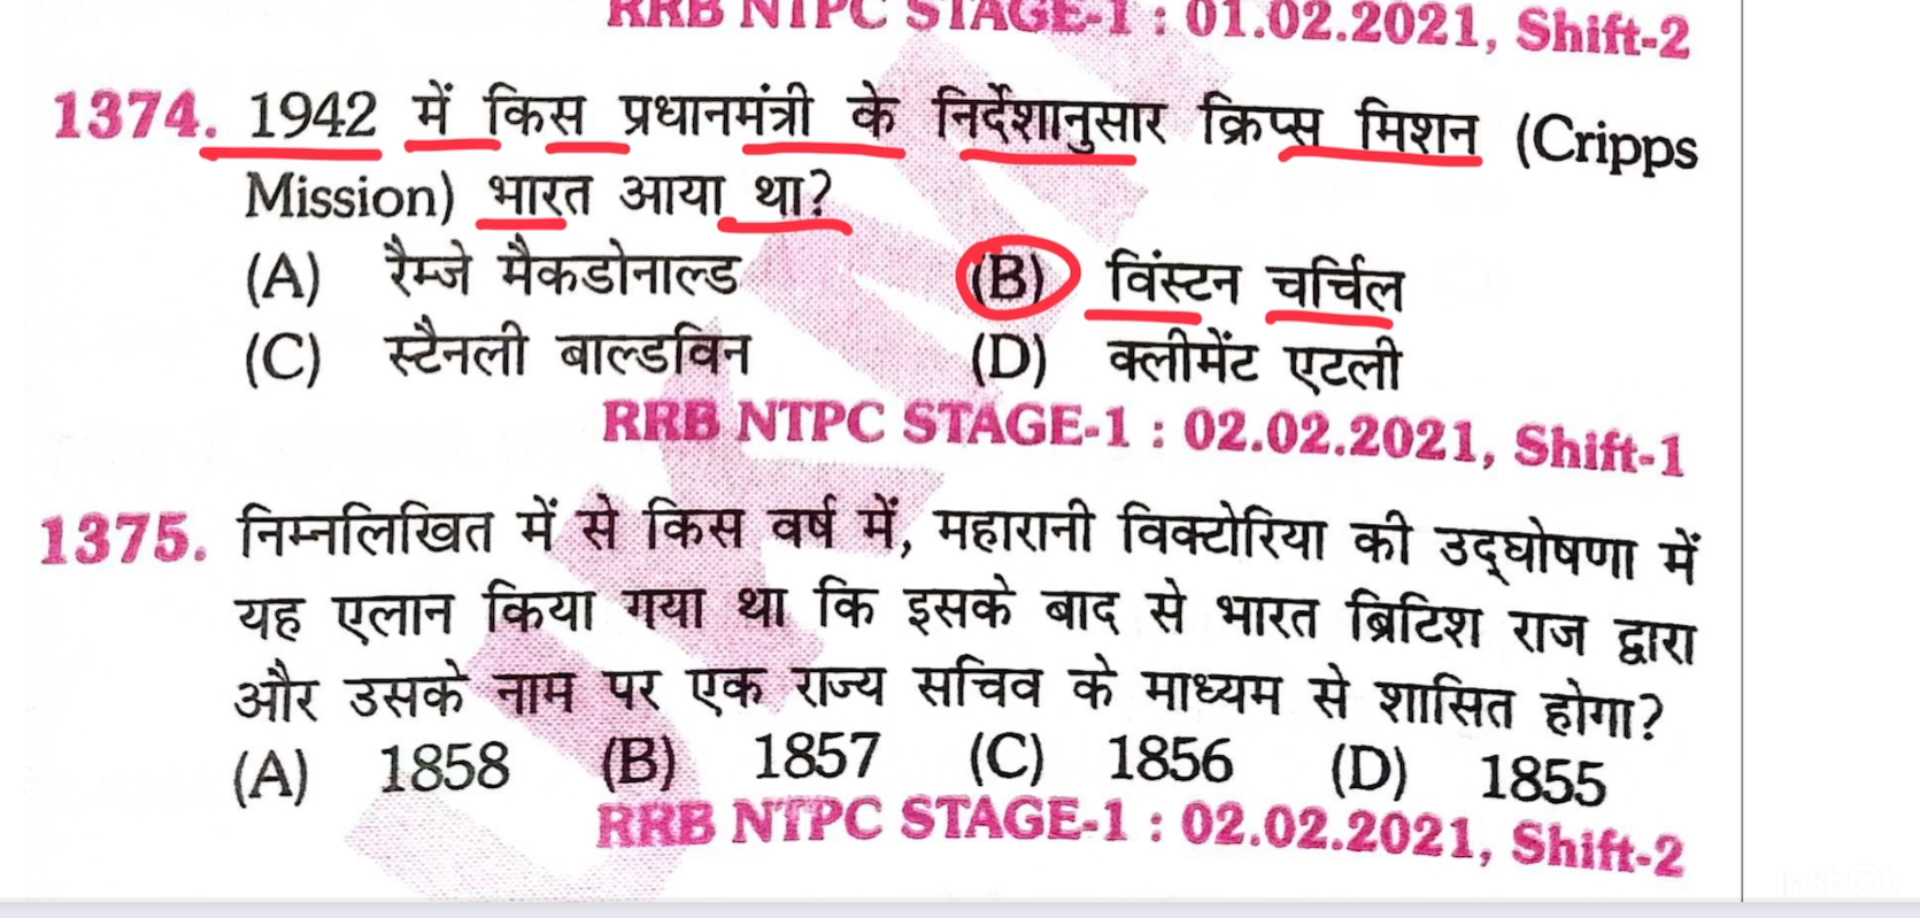 RRB NTPC STAGE-1 : 01.02.2021, Shift-2
1374. 1942 में किस प्रधानमंत्री के निर्देशानुसार क्रिप्स मिशन (Cripps
Mission) भारत आया था?
(A) रैम्जे मैकडोनाल्ड (B) विंस्टन चर्चिल
(C) स्टैनली बाल्डविन (D) क्लीमेंट एटली
RRB NTPC STAGE-1 : 02.02.2021, Shift-1
1375. निम्नलिखित में से किस वर्ष में, महारानी विक्टोरिया की उद्घोषणा में
यह एलान किया गया था कि इसके बाद से भारत ब्रिटिश राज द्वारा
और उसके नाम पर एक राज्य सचिव के माध्यम से शासित होगा?
(A) 1858 (B) 1857 (C) 1856 (D) 1855
RRB NTPC STAGE-1 : 02.02.2021, Shift-2